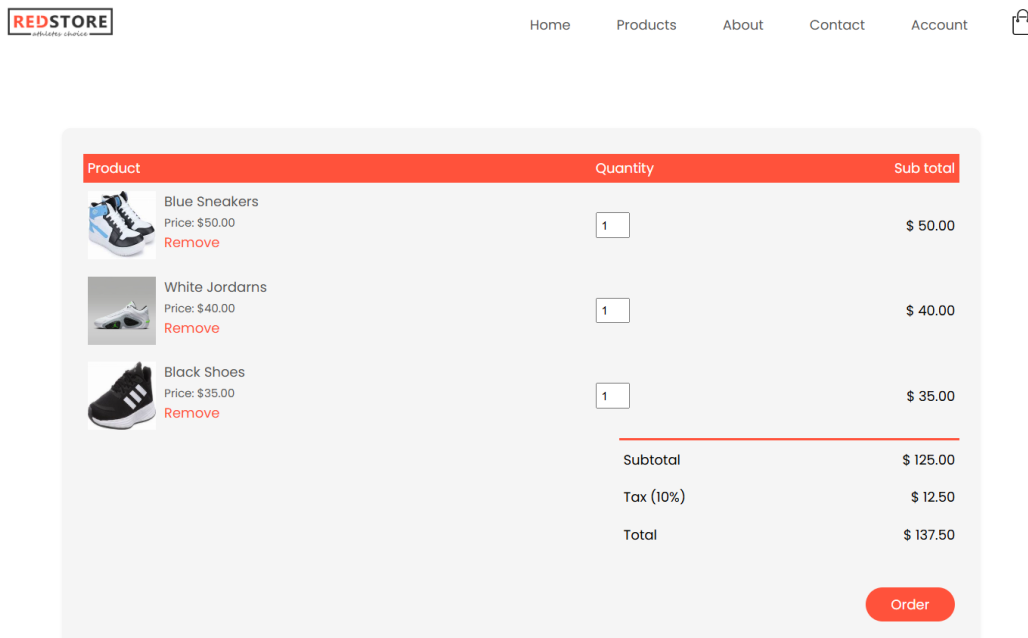 REDSTORE
athletes choice
Home Products About Contact Account
Product Quantity Sub total
Blue Sneakers
Price: $50.00
Remove
1
$ 50.00
White Jordarns
Price: $40.00
Remove
1
$ 40.00
Black Shoes
Price: $35.00
Remove
1
$ 35.00
Subtotal $ 125.00
Tax (10%) $ 12.50
Total $ 137.50
Order